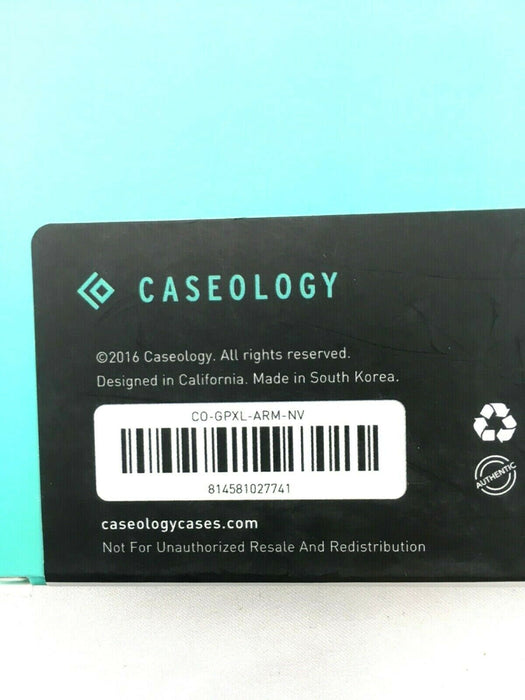 CASEOLOGY
©2016 Caseology. All rights reserved.
Designed in California. Made in South Korea.
CO-GPXL-ARM-NV
814581027741
AUTHENTIC
caseologycases.com
Not For Unauthorized Resale And Redistribution